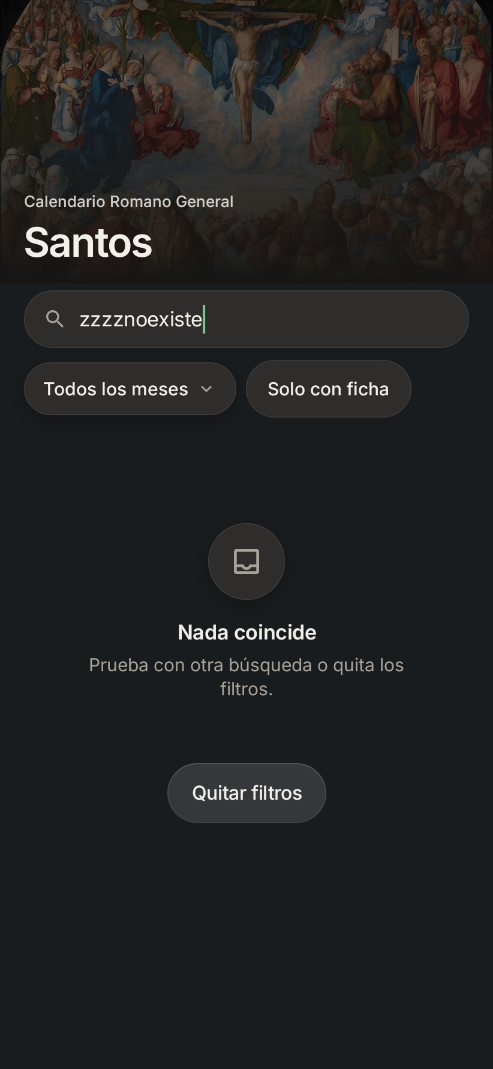 Calendario Romano General
Santos
zzzznoexiste
Todos los meses
Solo con ficha
Nada coincide
Prueba con otra búsqueda o quita los
filtros.
Quitar filtros